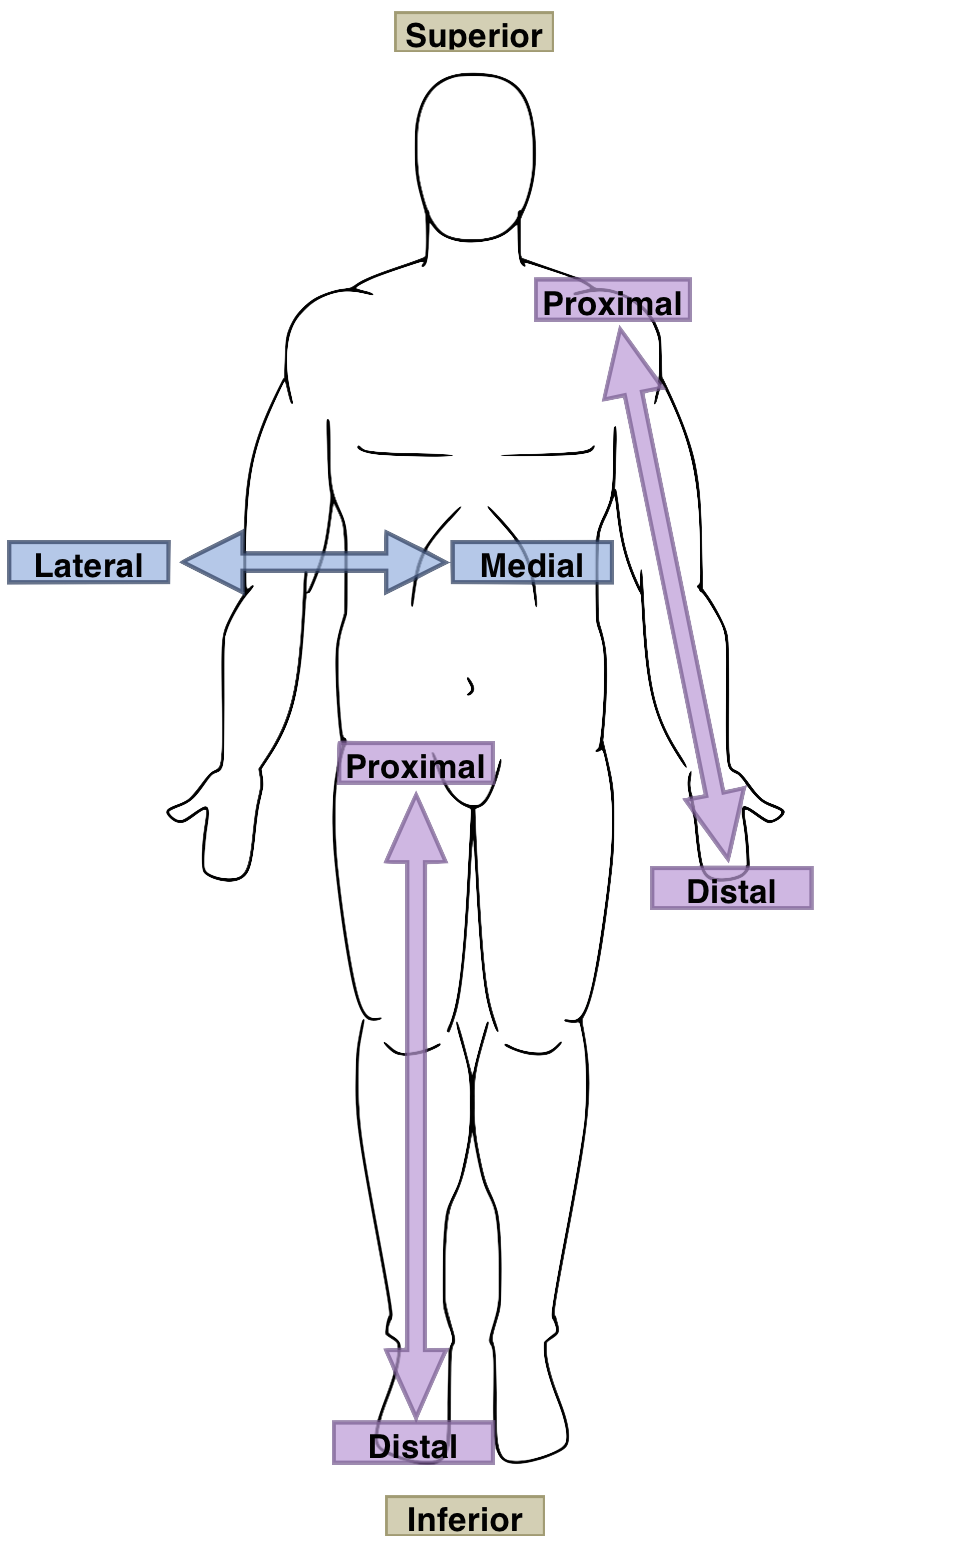 Superior
Proximal
Lateral
Medial
Proximal
Distal
Distal
Inferior